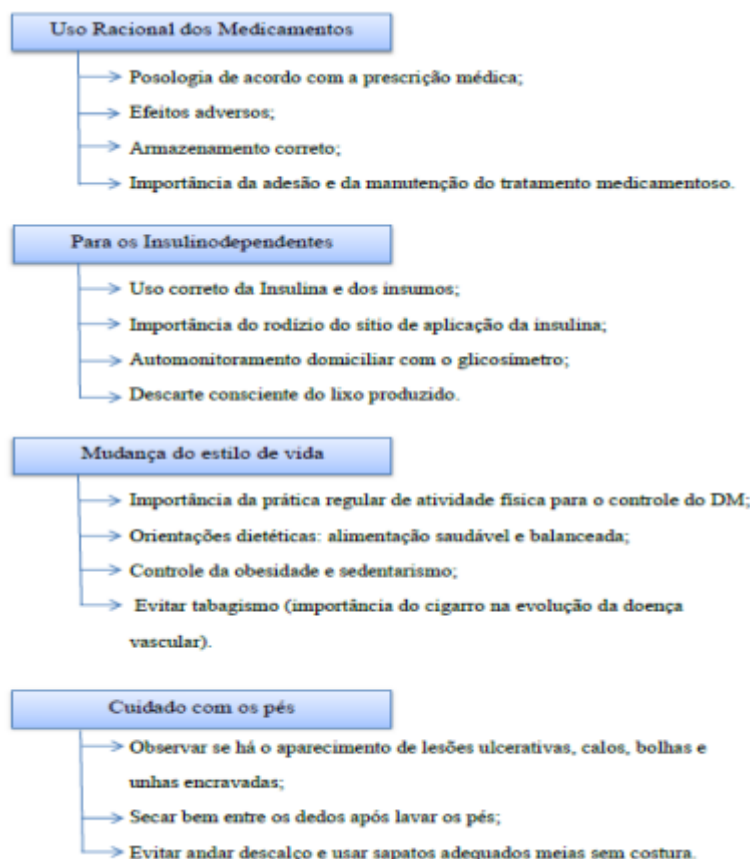 Uso Racional dos Medicamentos
Posologia de acordo com a prescrição médica;
Efeitos adversos;
Armazenamento correto;
Importância da adesão e da manutenção do tratamento medicamentoso.
Para os Insulinodependentes
Uso correto da Insulina e dos insumos;
Importância do rodízio do sítio de aplicação da insulina;
Automonitoramento domiciliar com o glicosímetro;
Descarte consciente do lixo produzido.
Mudança do estilo de vida
Importância da prática regular de atividade física para o controle do DM;
Orientações dietéticas: alimentação saudável e balanceada;
Controle da obesidade e sedentarismo;
Evitar tabagismo (importância do cigarro na evolução da doença
vascular).
Cuidado com os pés
Observar se há o aparecimento de lesões ulcerativas, calos, bolhas e
unhas encravadas;
Secar bem entre os dedos após lavar os pés;
Evitar andar descalço e usar sapatos adequados meias sem costura.